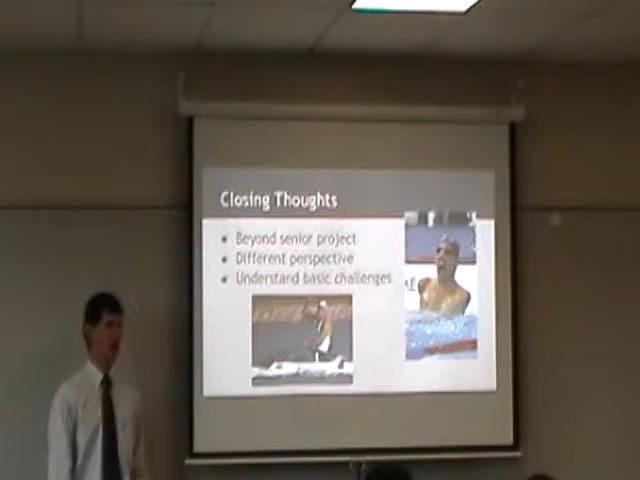 Closing Thoughts
Beyond senior project
Different perspective
Understand basic challenges